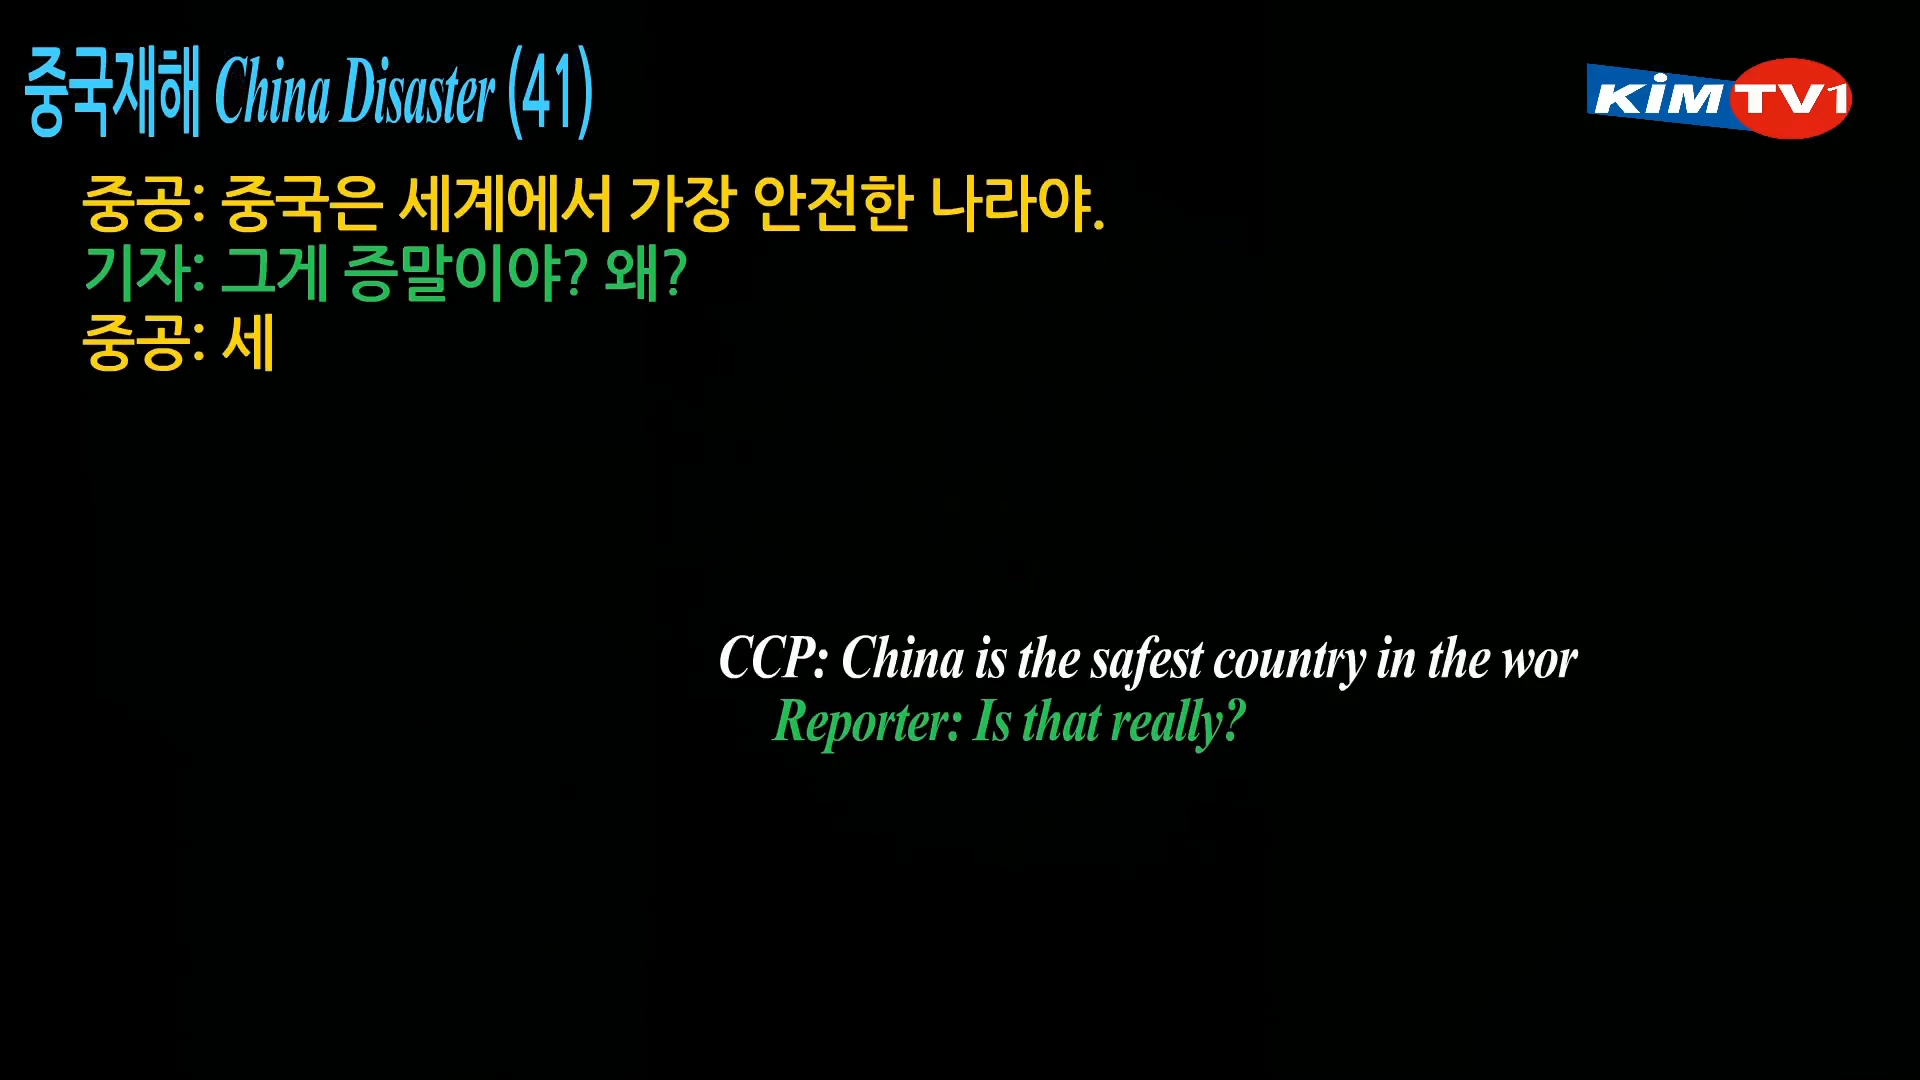 중국재해 China Disaster (41)
KiMTV1
중공: 중국은 세계에서 가장 안전한 나라야.
기자: 그게 증말이야? 왜?
중공: 세
CCP: China is the safest country in the wor
Reporter: Is that really?